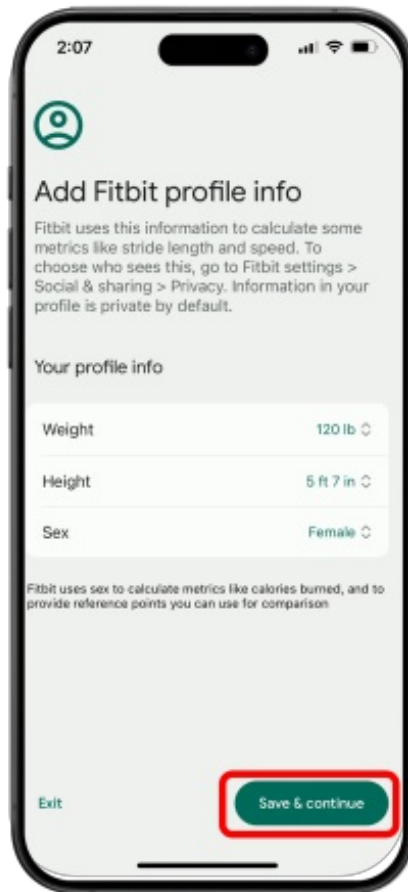 2:07
Add Fitbit profile info
Fitbit uses this information to calculate some
metrics like stride length and speed. To
choose who sees this, go to Fitbit settings >
Social & sharing > Privacy. Information in your
profile is private by default.
Your profile info
Weight 120 lb
Height 5 ft 7 in
Sex Female
Fitbit uses sex to calculate metrics like calories burned, and to
provide reference points you can use for comparison
Exit Save & continue